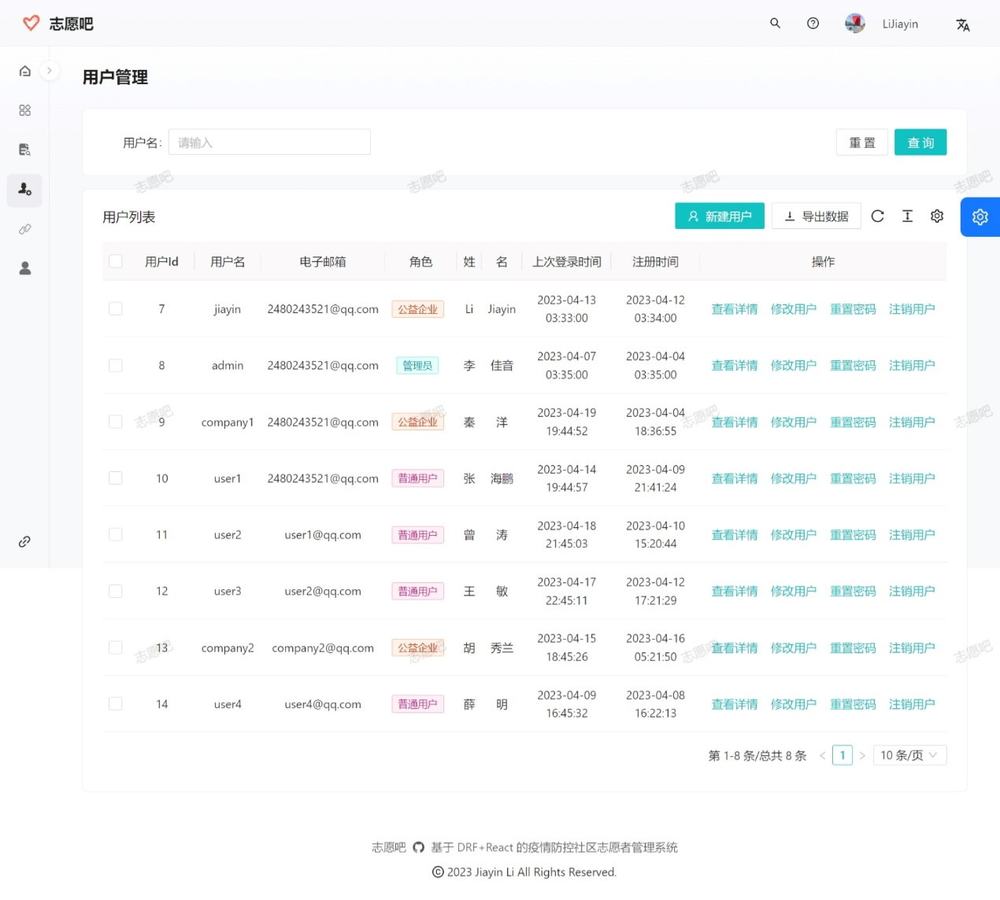 志愿吧
LiJiayin
用户管理
用户名: 请输入 重 置 查 询
用户列表 新建用户 导出数据
用户Id 用户名 电子邮箱 角色 姓 名 上次登录时间 注册时间 操作
7 jiayin 2480243521@qq.com 公益企业 Li Jiayin 2023-04-13 03:33:00 2023-04-12 03:34:00 查看详情 修改用户 重置密码 注销用户
8 admin 2480243521@qq.com 管理员 李 佳音 2023-04-07 03:35:00 2023-04-04 03:35:00 查看详情 修改用户 重置密码 注销用户
9 company1 2480243521@qq.com 公益企业 秦 洋 2023-04-19 19:44:52 2023-04-04 18:36:55 查看详情 修改用户 重置密码 注销用户
10 user1 2480243521@qq.com 普通用户 张 海鹏 2023-04-14 19:44:57 2023-04-09 21:41:24 查看详情 修改用户 重置密码 注销用户
11 user2 user1@qq.com 普通用户 曾 涛 2023-04-18 21:45:03 2023-04-10 15:20:44 查看详情 修改用户 重置密码 注销用户
12 user3 user2@qq.com 普通用户 王 敏 2023-04-17 22:45:11 2023-04-12 17:21:29 查看详情 修改用户 重置密码 注销用户
13 company2 company2@qq.com 公益企业 胡 秀兰 2023-04-15 18:45:26 2023-04-16 05:21:50 查看详情 修改用户 重置密码 注销用户
14 user4 user4@qq.com 普通用户 薛 明 2023-04-09 16:45:32 2023-04-08 16:22:13 查看详情 修改用户 重置密码 注销用户
第 1-8 条/总共 8 条 < 1 > 10 条/页
志愿吧 基于 DRF+React 的疫情防控社区志愿者管理系统
© 2023 Jiayin Li All Rights Reserved.